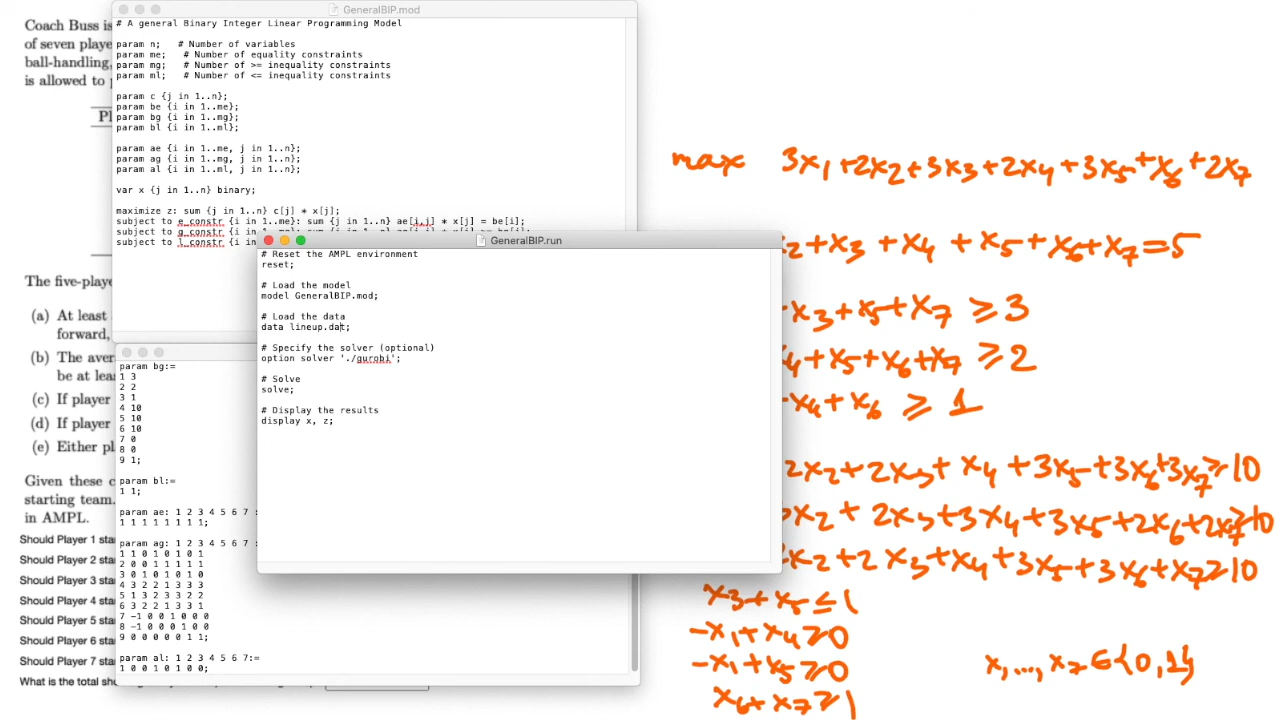 Coach Buss is
of seven playe
ball-handling,
is allowed to p
Pl
The five-playe
(a) At least
forward,
(b) The aver
be at lea
(c) If player
(d) If player
(e) Either pl
Given these c
starting team.
in AMPL.
Should Player 1 sta
Should Player 2 sta
Should Player 3 sta
Should Player 4 sta
Should Player 5 sta
Should Player 6 sta
Should Player 7 sta
What is the total sh
GeneralBIP.mod
# A general Binary Integer Linear Programming Model
param n; # Number of variables
param me; # Number of equality constraints
param mg; # Number of >= inequality constraints
param ml; # Number of <= inequality constraints
param c {j in 1..n};
param be {i in 1..me};
param bg {i in 1..mg};
param bl {i in 1..ml};
param ae {i in 1..me, j in 1..n};
param ag {i in 1..mg, j in 1..n};
param al {i in 1..ml, j in 1..n};
var x {j in 1..n} binary;
maximize z: sum {j in 1..n} c[j] * x[j];
subject to e_constr {i in 1..me}: sum {j in 1..n} ae[i,j] * x[j] = be[i];
subject to g_constr {i in
subject to l_constr {i in
GeneralBIP.run
# Reset the AMPL environment
reset;
# Load the model
model GeneralBIP.mod;
# Load the data
data lineup.dat;
# Specify the solver (optional)
option solver './gurobi';
# Solve
solve;
# Display the results
display x, z;
param bg:=
1 3
2 2
3 1
4 10
5 10
6 10
7 0
8 0
9 1;
param bl:=
1 1;
param ae: 1 2 3 4 5 6 7 :
1 1 1 1 1 1 1 1;
param ag: 1 2 3 4 5 6 7 :
1 1 0 1 0 1 0 1
2 0 0 1 1 1 1 1
3 0 1 0 1 0 1 0
4 3 2 2 1 3 3 3
5 1 3 2 3 3 2 2
6 3 2 2 1 3 3 1
7 -1 0 0 1 0 0 0
8 -1 0 0 0 1 0 0
9 0 0 0 0 0 1 1;
param al: 1 2 3 4 5 6 7:=
1 0 0 1 0 1 0 0;
max 3x₁+2x₂+3x₃+2x₄+3x₅+x₆+2x₇
₂+x₃+x₄+x₅+x₆+x₇=5
x₃+x₅+x₇≥3
x₄+x₅+x₆+x₇≥2
x₄+x₆≥1
2x₂+2x₃+x₄+3x₅+3x₆+3x₇≥10
3x₂+2x₃+3x₄+3x₅+2x₆+2x₇≥10
2x₂+2x₃+x₄+3x₅+3x₆+x₇≥10
x₃+x₅≤1
-x₁+x₄≥0
-x₁+x₅≥0
x₆+x₇≥1
x₁,...,x₇∈{0,1}